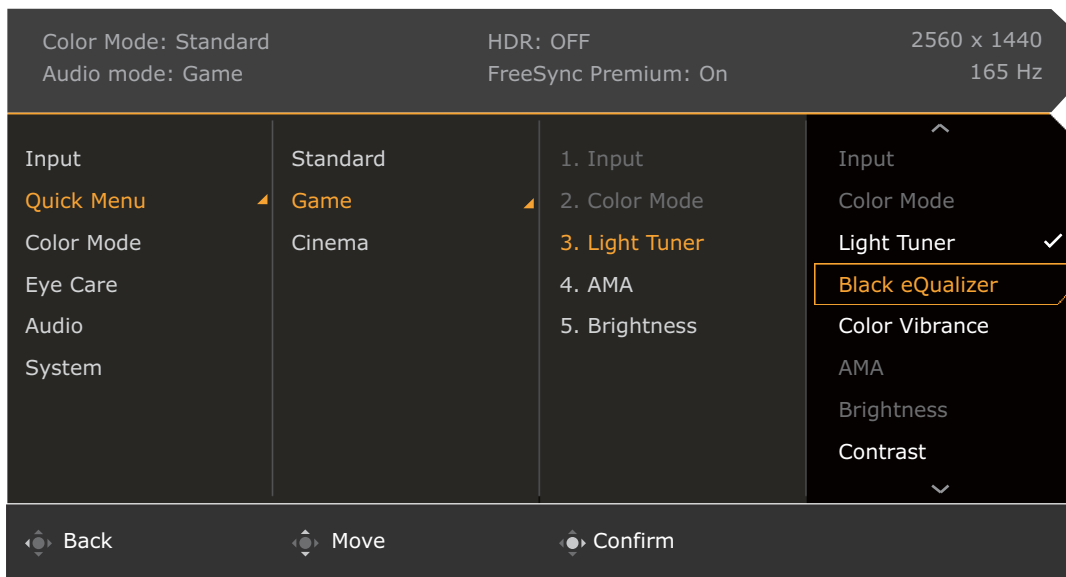 Color Mode: Standard
Audio mode: Game
HDR: OFF
FreeSync Premium: On
2560 x 1440
165 Hz
Input
Quick Menu
Color Mode
Eye Care
Audio
System
Standard
Game
Cinema
1. Input
2. Color Mode
3. Light Tuner
4. AMA
5. Brightness
Input
Color Mode
Light Tuner
Black eQualizer
Color Vibrance
AMA
Brightness
Contrast
Back
Move
Confirm